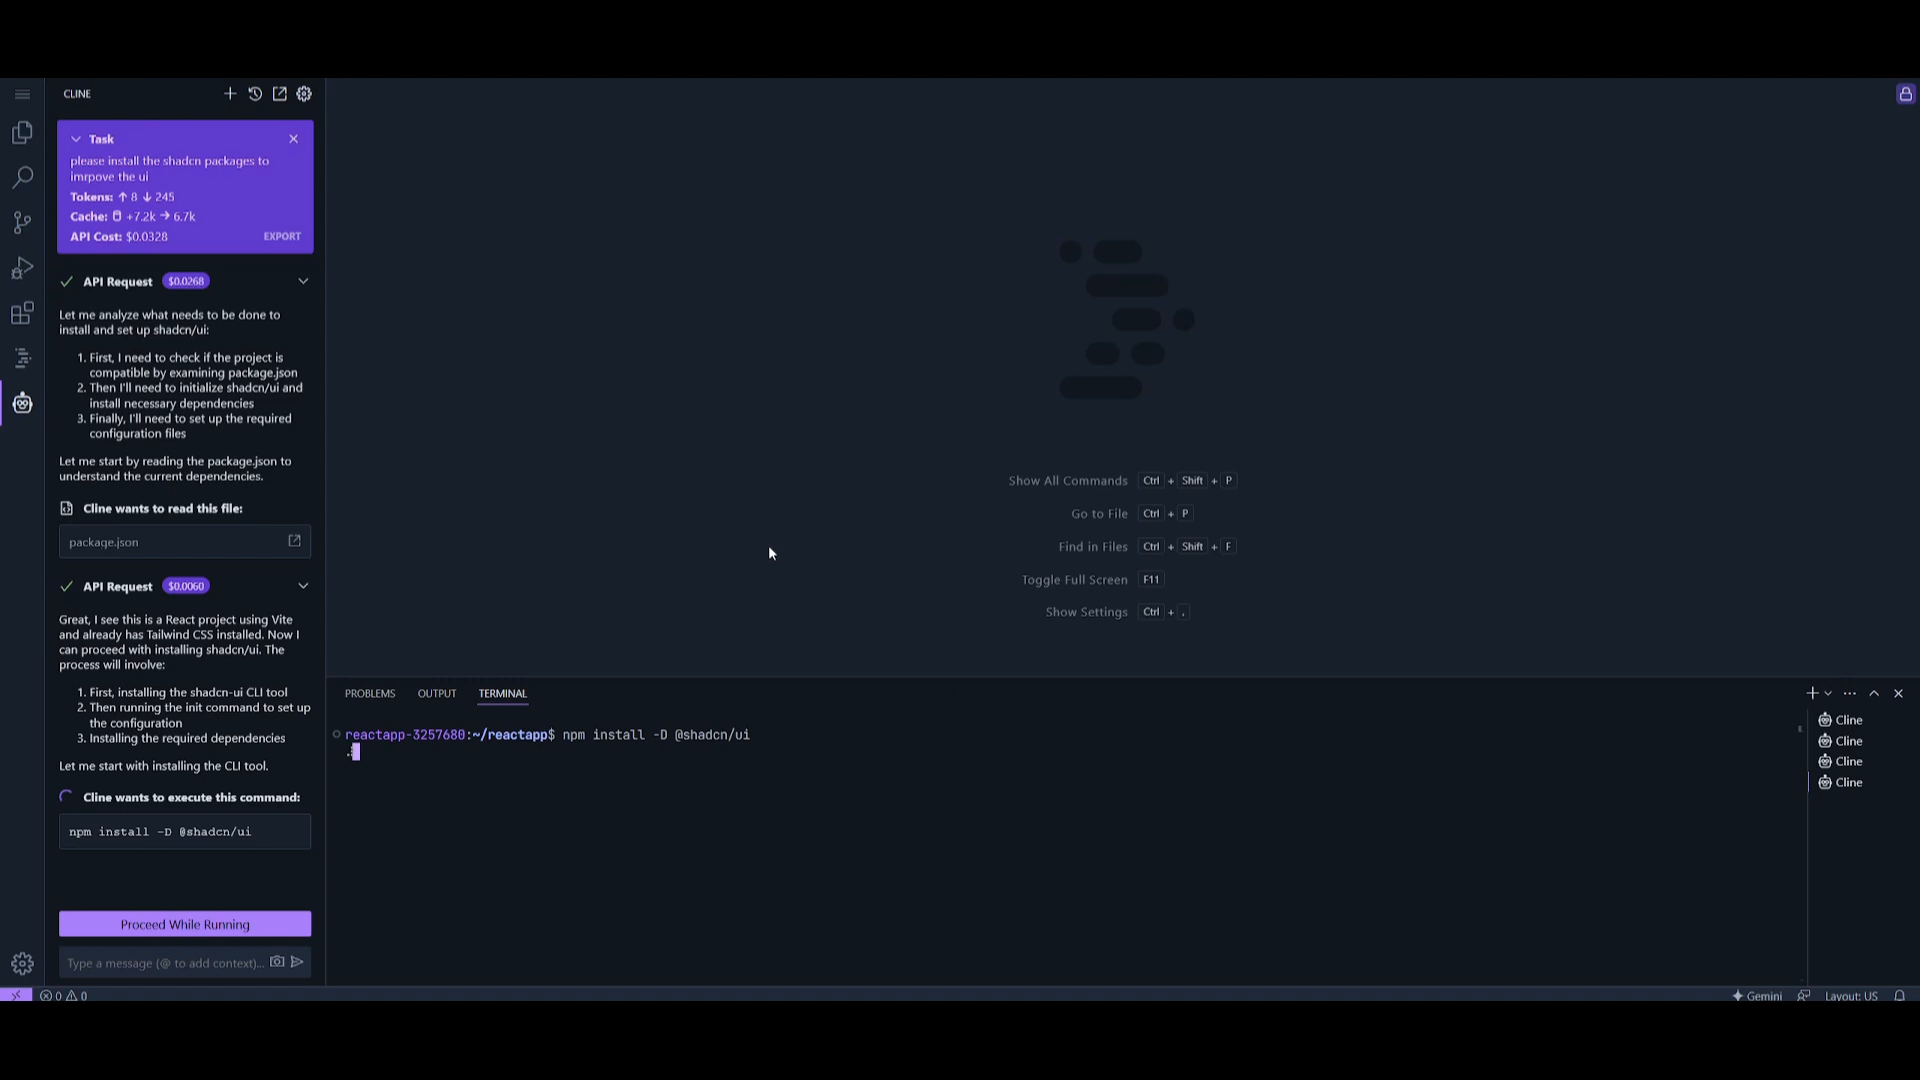 CLINE
Task
please install the shadcn packages to
imrpove the ui
Tokens: ↑ 8 ↓ 245
Cache: +7.2k → 6.7k
API Cost: $0.0328 EXPORT
API Request $0.0268
Let me analyze what needs to be done to
install and set up shadcn/ui:
1. First, I need to check if the project is
compatible by examining package.json
2. Then I'll need to initialize shadcn/ui and
install necessary dependencies
3. Finally, I'll need to set up the required
configuration files
Let me start by reading the package.json to
understand the current dependencies.
Cline wants to read this file:
package.json
API Request $0.0060
Great, I see this is a React project using Vite
and already has Tailwind CSS installed. Now I
can proceed with installing shadcn/ui. The
process will involve:
1. First, installing the shadcn-ui CLI tool
2. Then running the init command to set up
the configuration
3. Installing the required dependencies
Let me start with installing the CLI tool.
Cline wants to execute this command:
npm install -D @shadcn/ui
Proceed While Running
Type a message (@ to add context)...
Show All Commands Ctrl + Shift + P
Go to File Ctrl + P
Find in Files Ctrl + Shift + F
Toggle Full Screen F11
Show Settings Ctrl + .
PROBLEMS OUTPUT TERMINAL
reactapp-3257680:~/reactapp$ npm install -D @shadcn/ui
Cline
Cline
Cline
Cline
0 0
Gemini Layout: US